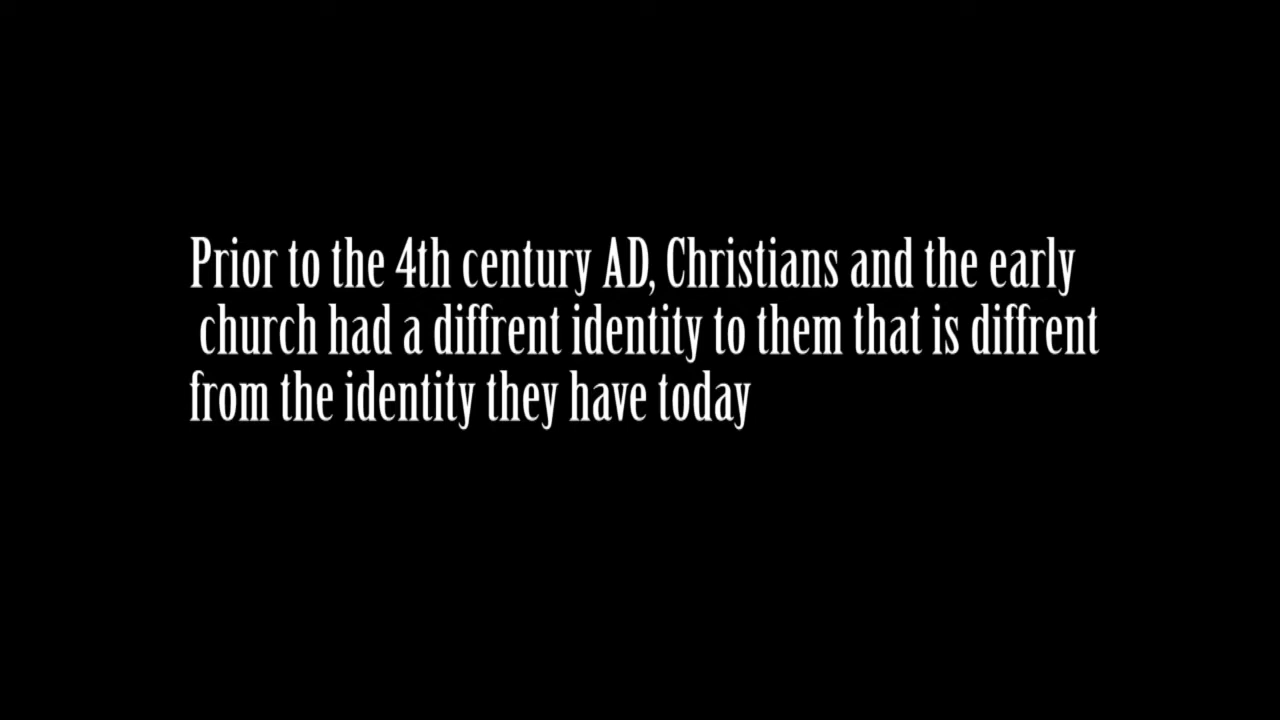 Prior to the 4th century AD, Christians and the early
church had a diffrent identity to them that is diffrent
from the identity they have today